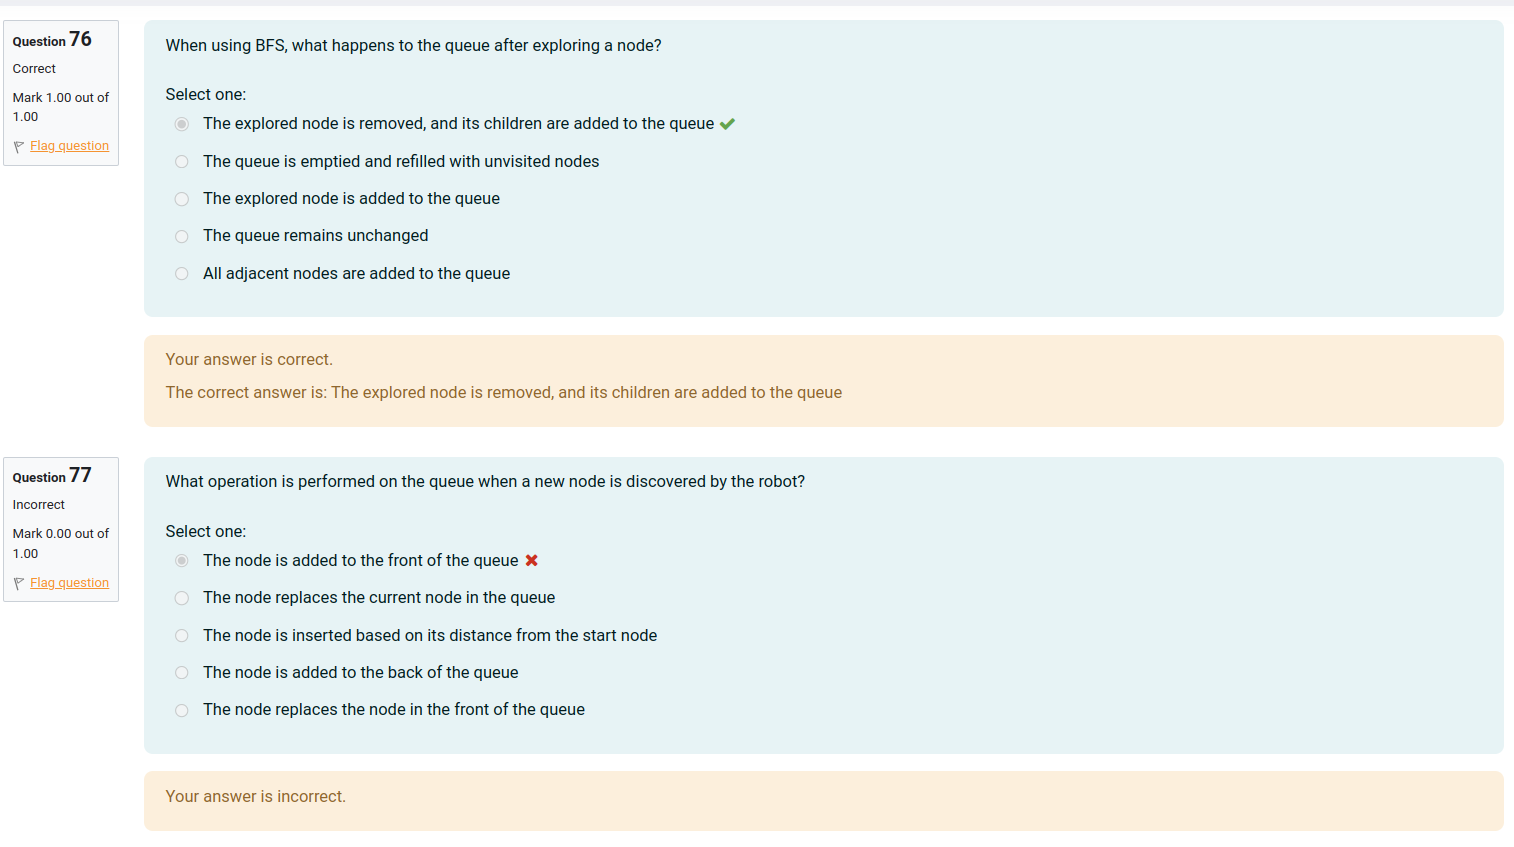 Question 76
Correct
Mark 1.00 out of
1.00
Flag question
When using BFS, what happens to the queue after exploring a node?
Select one:
The explored node is removed, and its children are added to the queue
The queue is emptied and refilled with unvisited nodes
The explored node is added to the queue
The queue remains unchanged
All adjacent nodes are added to the queue
Your answer is correct.
The correct answer is: The explored node is removed, and its children are added to the queue
Question 77
Incorrect
Mark 0.00 out of
1.00
Flag question
What operation is performed on the queue when a new node is discovered by the robot?
Select one:
The node is added to the front of the queue
The node replaces the current node in the queue
The node is inserted based on its distance from the start node
The node is added to the back of the queue
The node replaces the node in the front of the queue
Your answer is incorrect.